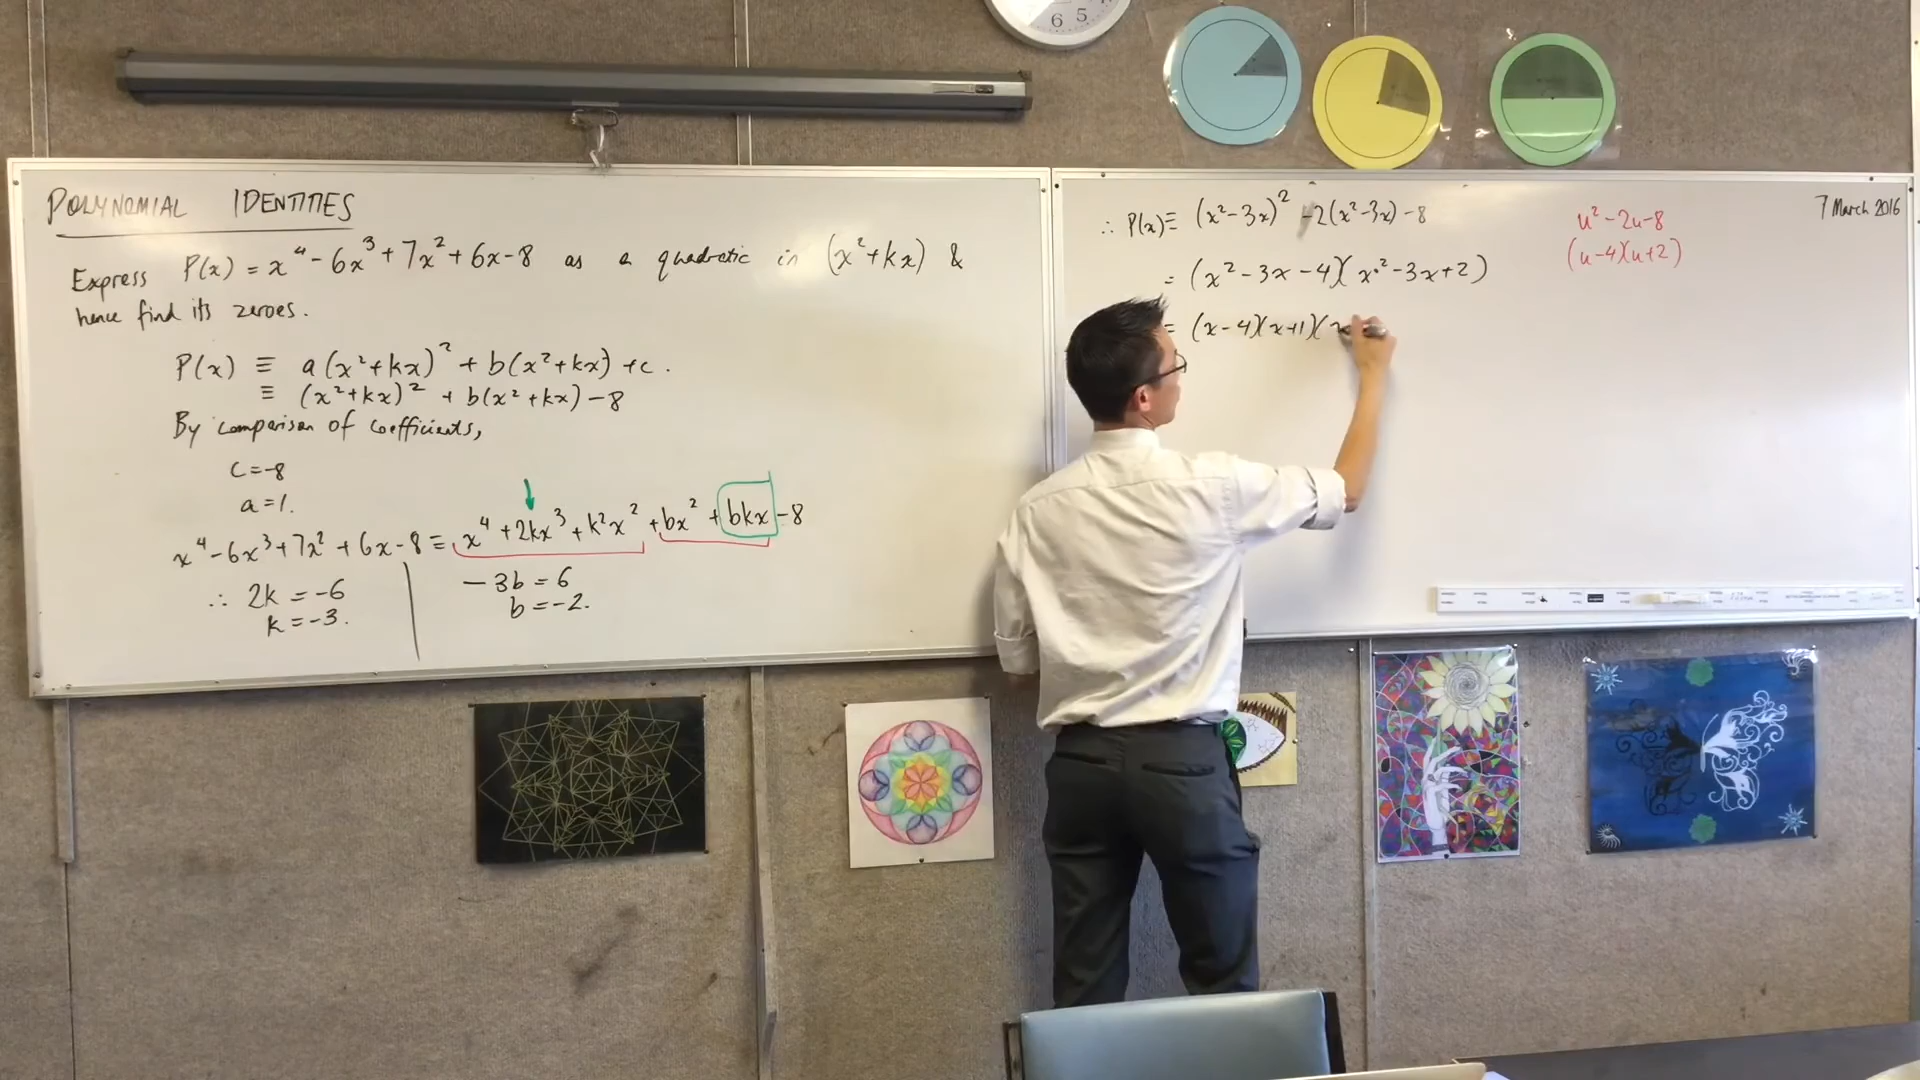 POLYNOMIAL IDENTITIES
Express P(x) = x⁴ - 6x³ + 7x² + 6x - 8 as a quadratic in (x² + kx) &
hence find its zeroes.
P(x) ≡ a(x² + kx)² + b(x² + kx) + c.
≡ (x² + kx)² + b(x² + kx) - 8
By comparison of coefficients,
c = -8
a = 1.
x⁴ - 6x³ + 7x² + 6x - 8 ≡ x⁴ + 2kx³ + k²x² + bx² + bkx - 8
∴ 2k = -6
k = -3.
-3b = 6
b = -2.
∴ P(x) ≡ (x² - 3x)² - 2(x² - 3x) - 8
= (x² - 3x - 4)(x² - 3x + 2)
= (x - 4)(x + 1)(x
u² - 2u - 8
(u - 4)(u + 2)
7 March 2016
6 5